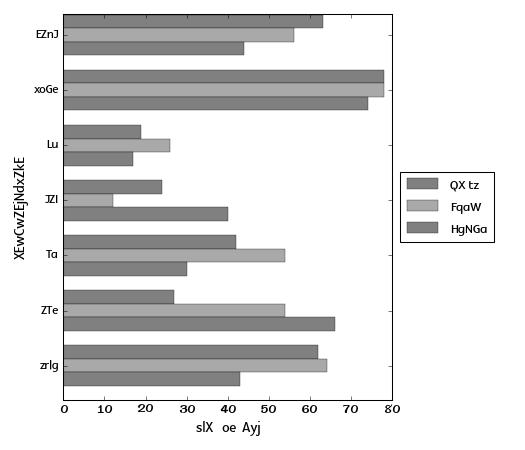 XEwCwZEjNdxZkE
EZnJ
xoGe
Lu
JZl
Ta
ZTe
zrlg
0 10 20 30 40 50 60 70 80
slX oe Ayj
QX tz
FqaW
HgNGa